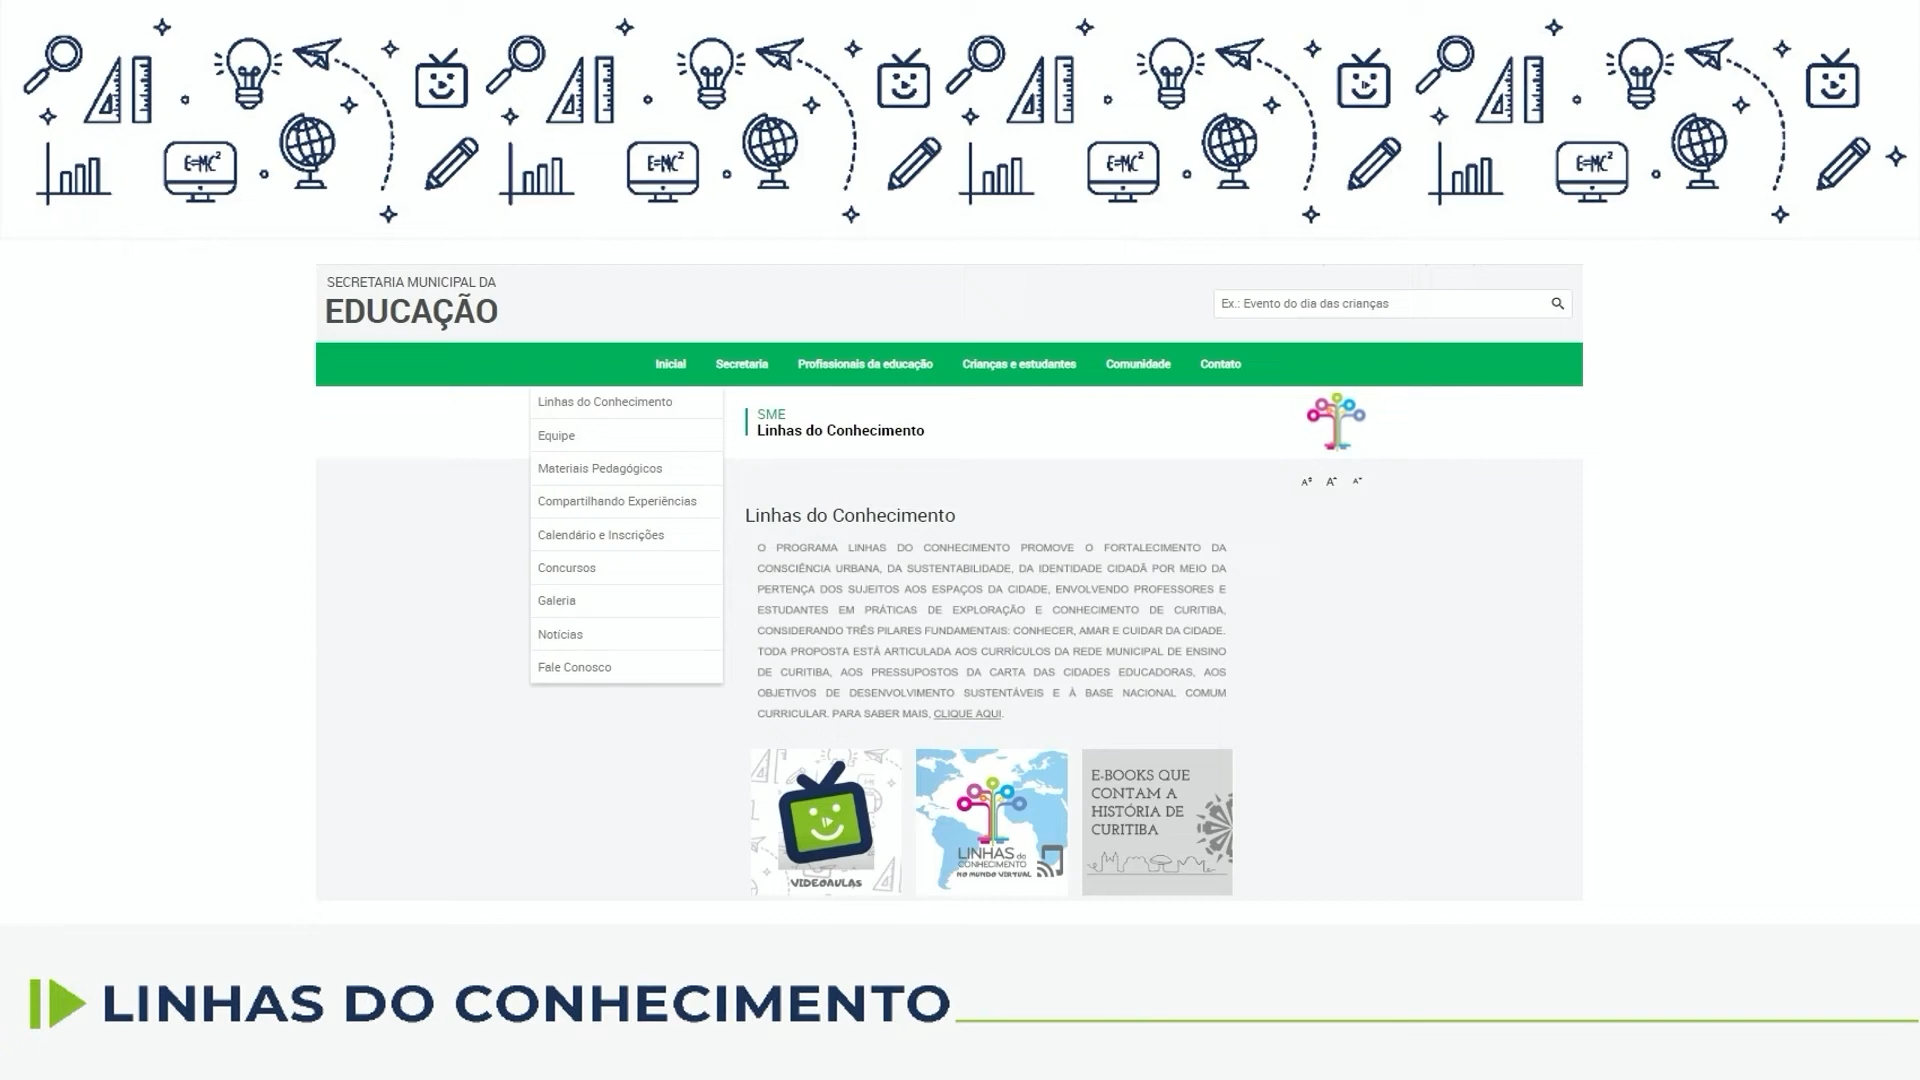 E=MC²
E=MC²
E=MC²
E=MC²
SECRETARIA MUNICIPAL DA
EDUCAÇÃO
Ex.: Evento do dia das crianças
Inicial Secretaria Profissionais da educação Crianças e estudantes Comunidade Contato
Linhas do Conhecimento
Equipe
Materiais Pedagógicos
Compartilhando Experiências
Calendário e Inscrições
Concursos
Galeria
Notícias
Fale Conosco
SME
Linhas do Conhecimento
A+ A- A-
Linhas do Conhecimento
O PROGRAMA LINHAS DO CONHECIMENTO PROMOVE O FORTALECIMENTO DA
CONSCIÊNCIA URBANA, DA SUSTENTABILIDADE, DA IDENTIDADE CIDADÃ POR MEIO DA
PERTENÇA DOS SUJEITOS AOS ESPAÇOS DA CIDADE, ENVOLVENDO PROFESSORES E
ESTUDANTES EM PRÁTICAS DE EXPLORAÇÃO E CONHECIMENTO DE CURITIBA,
CONSIDERANDO TRÊS PILARES FUNDAMENTAIS: CONHECER, AMAR E CUIDAR DA CIDADE.
TODA PROPOSTA ESTÁ ARTICULADA AOS CURRÍCULOS DA REDE MUNICIPAL DE ENSINO
DE CURITIBA, AOS PRESSUPOSTOS DA CARTA DAS CIDADES EDUCADORAS, AOS
OBJETIVOS DE DESENVOLVIMENTO SUSTENTÁVEIS E À BASE NACIONAL COMUM
CURRICULAR. PARA SABER MAIS, CLIQUE AQUI.
VIDEOAULAS
LINHAS do
CONHECIMENTO
NO MUNDO VIRTUAL
E-BOOKS QUE
CONTAM A
HISTÓRIA DE
CURITIBA
LINHAS DO CONHECIMENTO